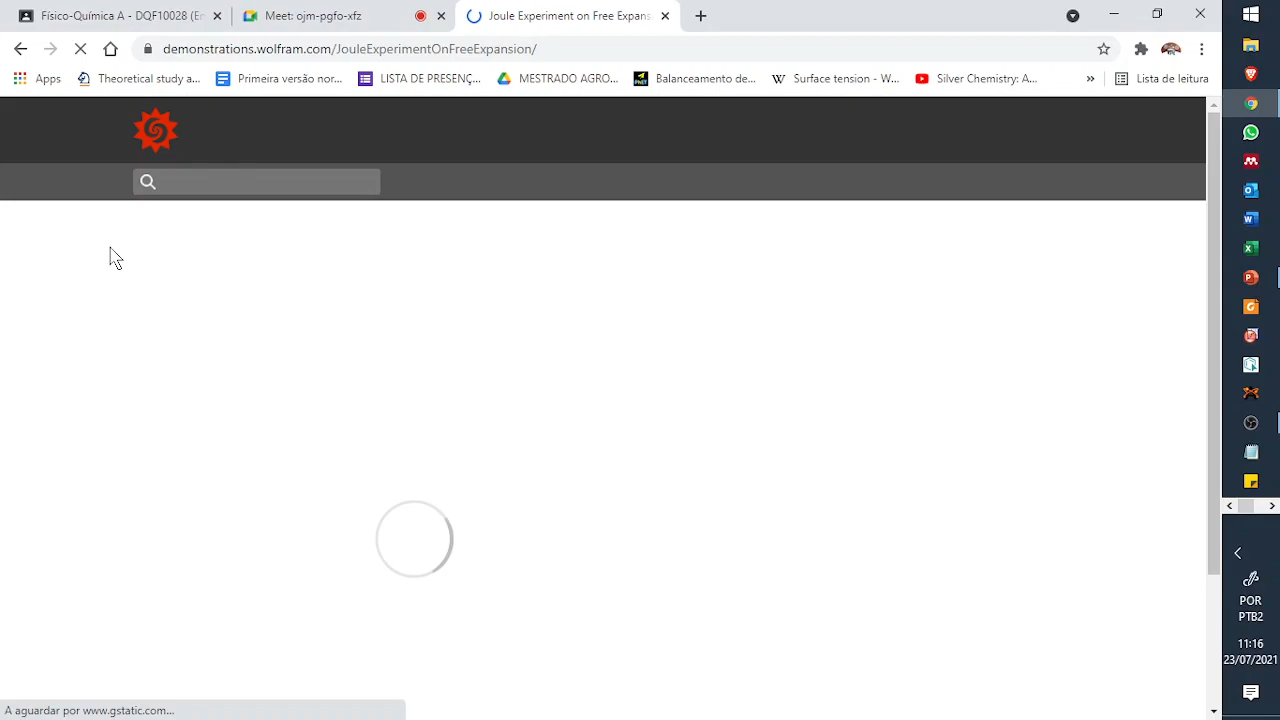 Físico-Química - DQF10028 (Er
Meet: ojm-pgfo-xtz
Joule Experiment on Free Expans
demonstrations.wolfram.com/JouleExperimentOnFreeExpansion/
Apps
Theoretical study a...
Primeira versão nor...
LISTA DE PRESENÇ...
MESTRADO AGRO...
Balanceamento de...
Surface tension - W...
Silver Chemistry: A...
»
Lista de leitura
POR
PTB2
11:16
23/07/2021
A aguardar por www.gstatic.com...